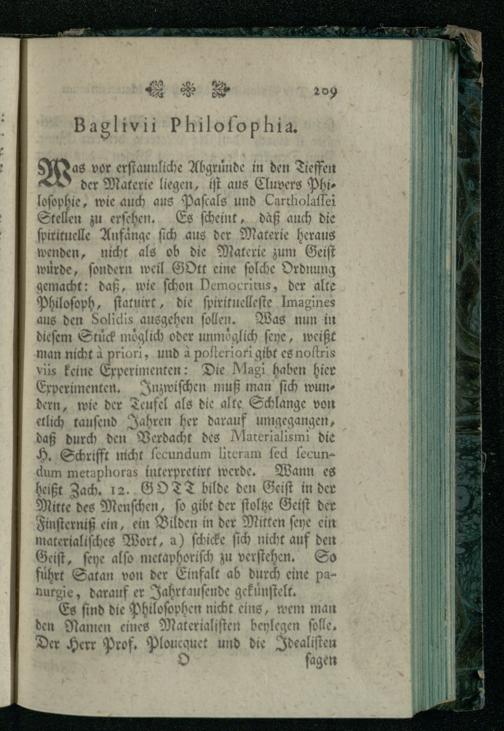 209
Baglivii Philosophia.
Was vor erstaunliche Abgründe in den Tieffen
der Materie liegen, ist aus Cluvers Phi-
losophie, wie auch aus Pascals und Cartholassei
Stellen zu ersehen. Es scheint, daß auch die
spirituelle Anfänge sich aus der Materie heraus
wenden, nicht als ob die Materie zum Geist
würde, sondern weil GOtt eine solche Ordnung
gemacht: daß, wie schon Democritus, der alte
Philosoph, statuirt, die spirituelleste Imagines
aus den Solidis ausgehen sollen. Was nun in
diesem Stück möglich oder unmöglich seye, weißt
man nicht à priori, und à posteriori gibt es nostris
viis keine Experimenten: Die Magi haben hier
Experimenten. Inzwischen muß man sich wun-
dern, wie der Teufel als die alte Schlange von
etlich tausend Jahren her darauf umgegangen,
daß durch den Verdacht des Materialismi die
H. Schrifft nicht secundum literam sed secun-
dum metaphoras interpretirt werde. Wann es
heißt Zach. 12. GOTT bilde den Geist in der
Mitte des Menschen, so gibt der stoltze Geist der
Finsterniß ein, ein Bilden in der Mitten seye ein
materialisches Wort, a) schicke sich nicht auf den
Geist, seye also metaphorisch zu verstehen. So
führt Satan von der Einfalt ab durch eine pa-
nurgie, darauf er Jahrtausende gekünstelt.
Es sind die Philosophen nicht eins, wem man
den Namen eines Materialisten beylegen solle.
Der Herr Prof. Ploucquet und die Idealisten
O sagen